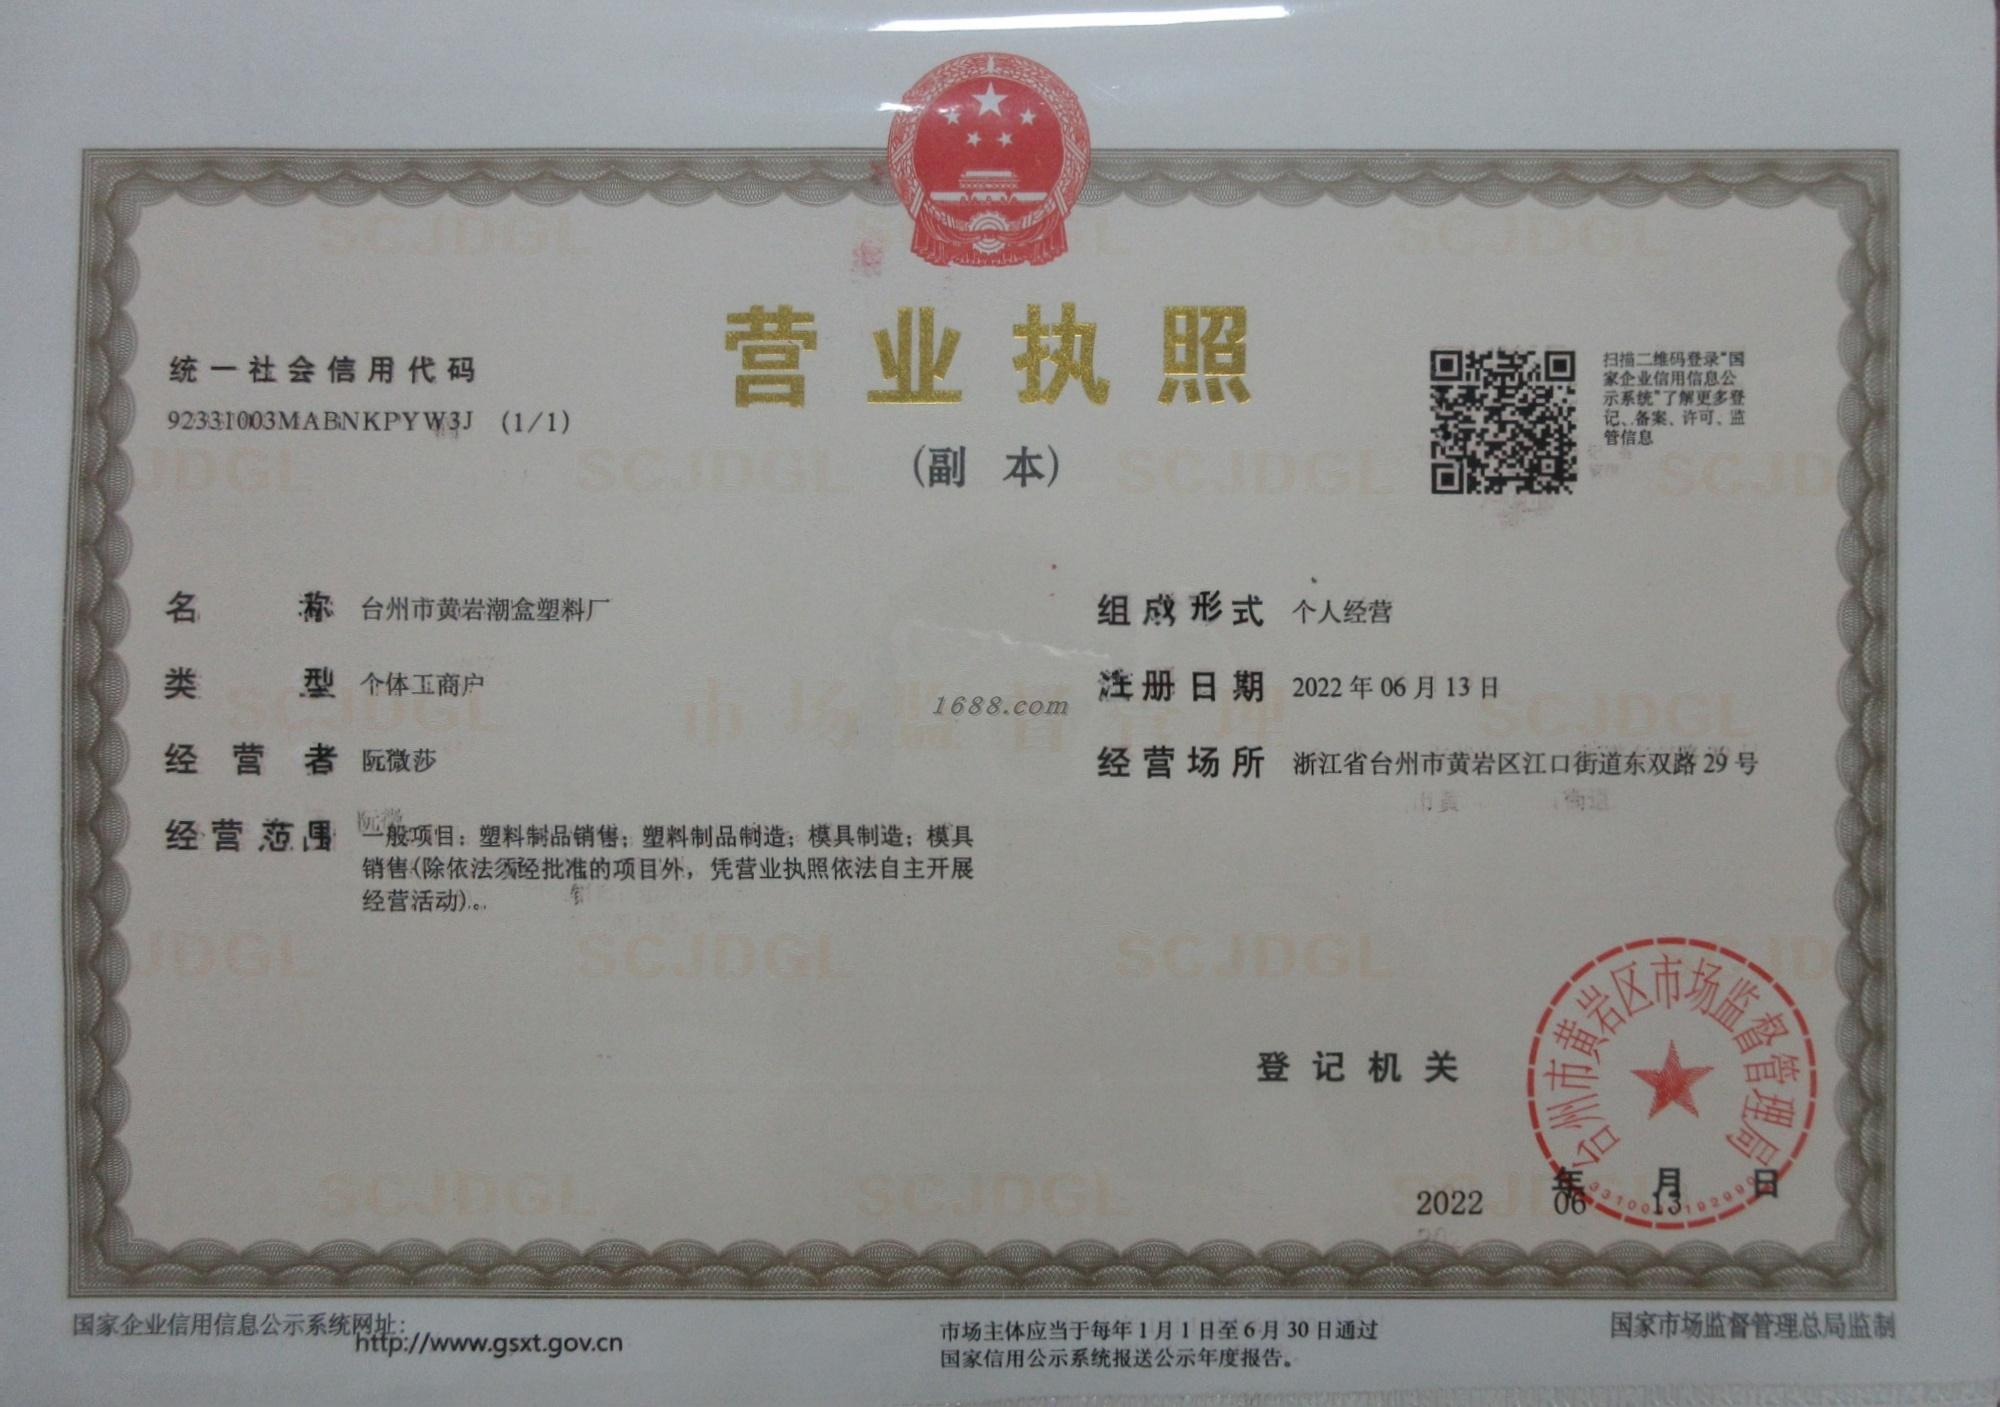 营业执照
(副 本)
统一社会信用代码
92331003MABNKPYW3J (1/1)
扫描二维码登录“国
家企业信用信息公
示系统”了解更多登
记、备案、许可、监
管信息
名 称 台州市黄岩潮盒塑料厂
类 型 个体工商户
经 营 者 阮微莎
经营范围 一般项目：塑料制品销售；塑料制品制造；模具制造；模具
销售(除依法须经批准的项目外，凭营业执照依法自主开展
经营活动)。
组成形式 个人经营
注册日期 2022 年 06 月 13 日
经营场所 浙江省台州市黄岩区江口街道东双路 29 号
1688.com
SCJDGL
市场监督管理
登记机关
台州市黄岩区市场监督管理局
年 月 日
2022 06 13
国家企业信用信息公示系统网址：
http://www.gsxt.gov.cn
市场主体应当于每年 1 月 1 日至 6 月 30 日通过
国家信用公示系统报送公示年度报告。
国家市场监督管理总局监制